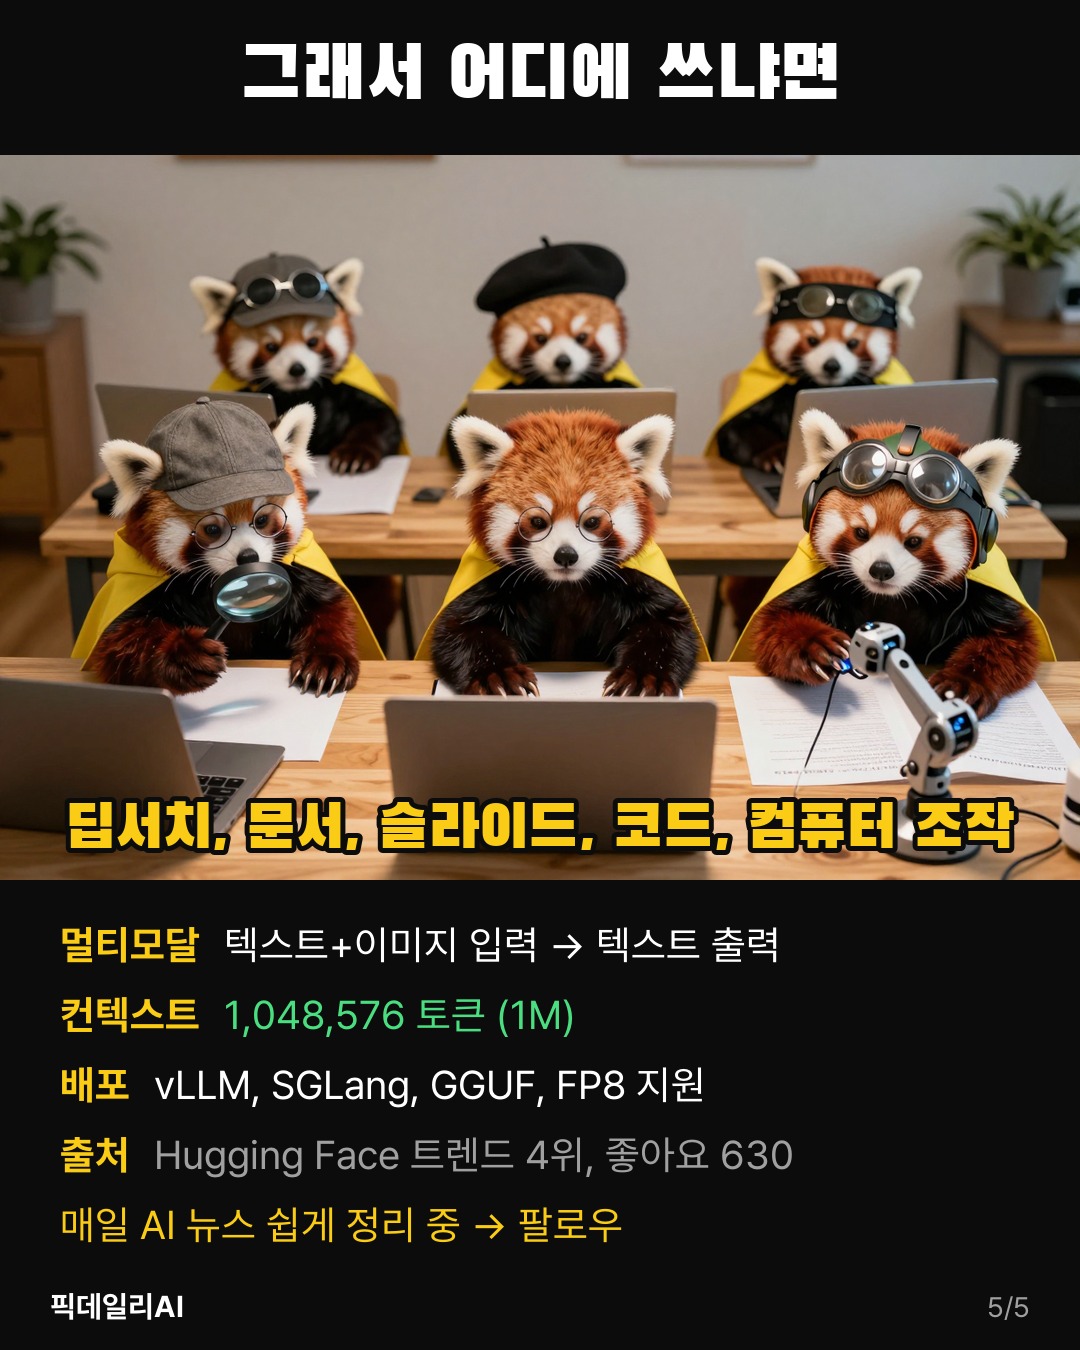 그래서 어디에 쓰냐면
딥서치, 문서, 슬라이드, 코드, 컴퓨터 조작
멀티모달 텍스트+이미지 입력 → 텍스트 출력
컨텍스트 1,048,576 토큰 (1M)
배포 vLLM, SGLang, GGUF, FP8 지원
출처 Hugging Face 트렌드 4위, 좋아요 630
매일 AI 뉴스 쉽게 정리 중 → 팔로우
픽데일리AI
5/5